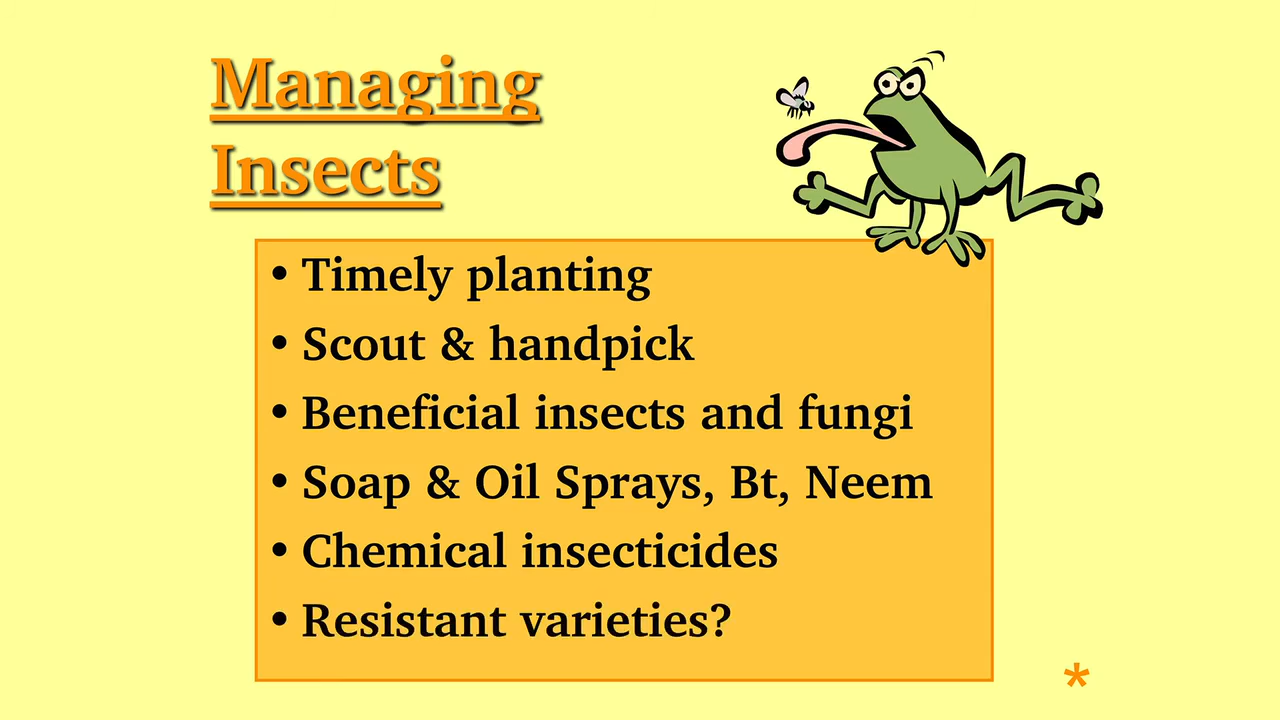 Managing
Insects
• Timely planting
• Scout & handpick
• Beneficial insects and fungi
• Soap & Oil Sprays, Bt, Neem
• Chemical insecticides
• Resistant varieties?
*